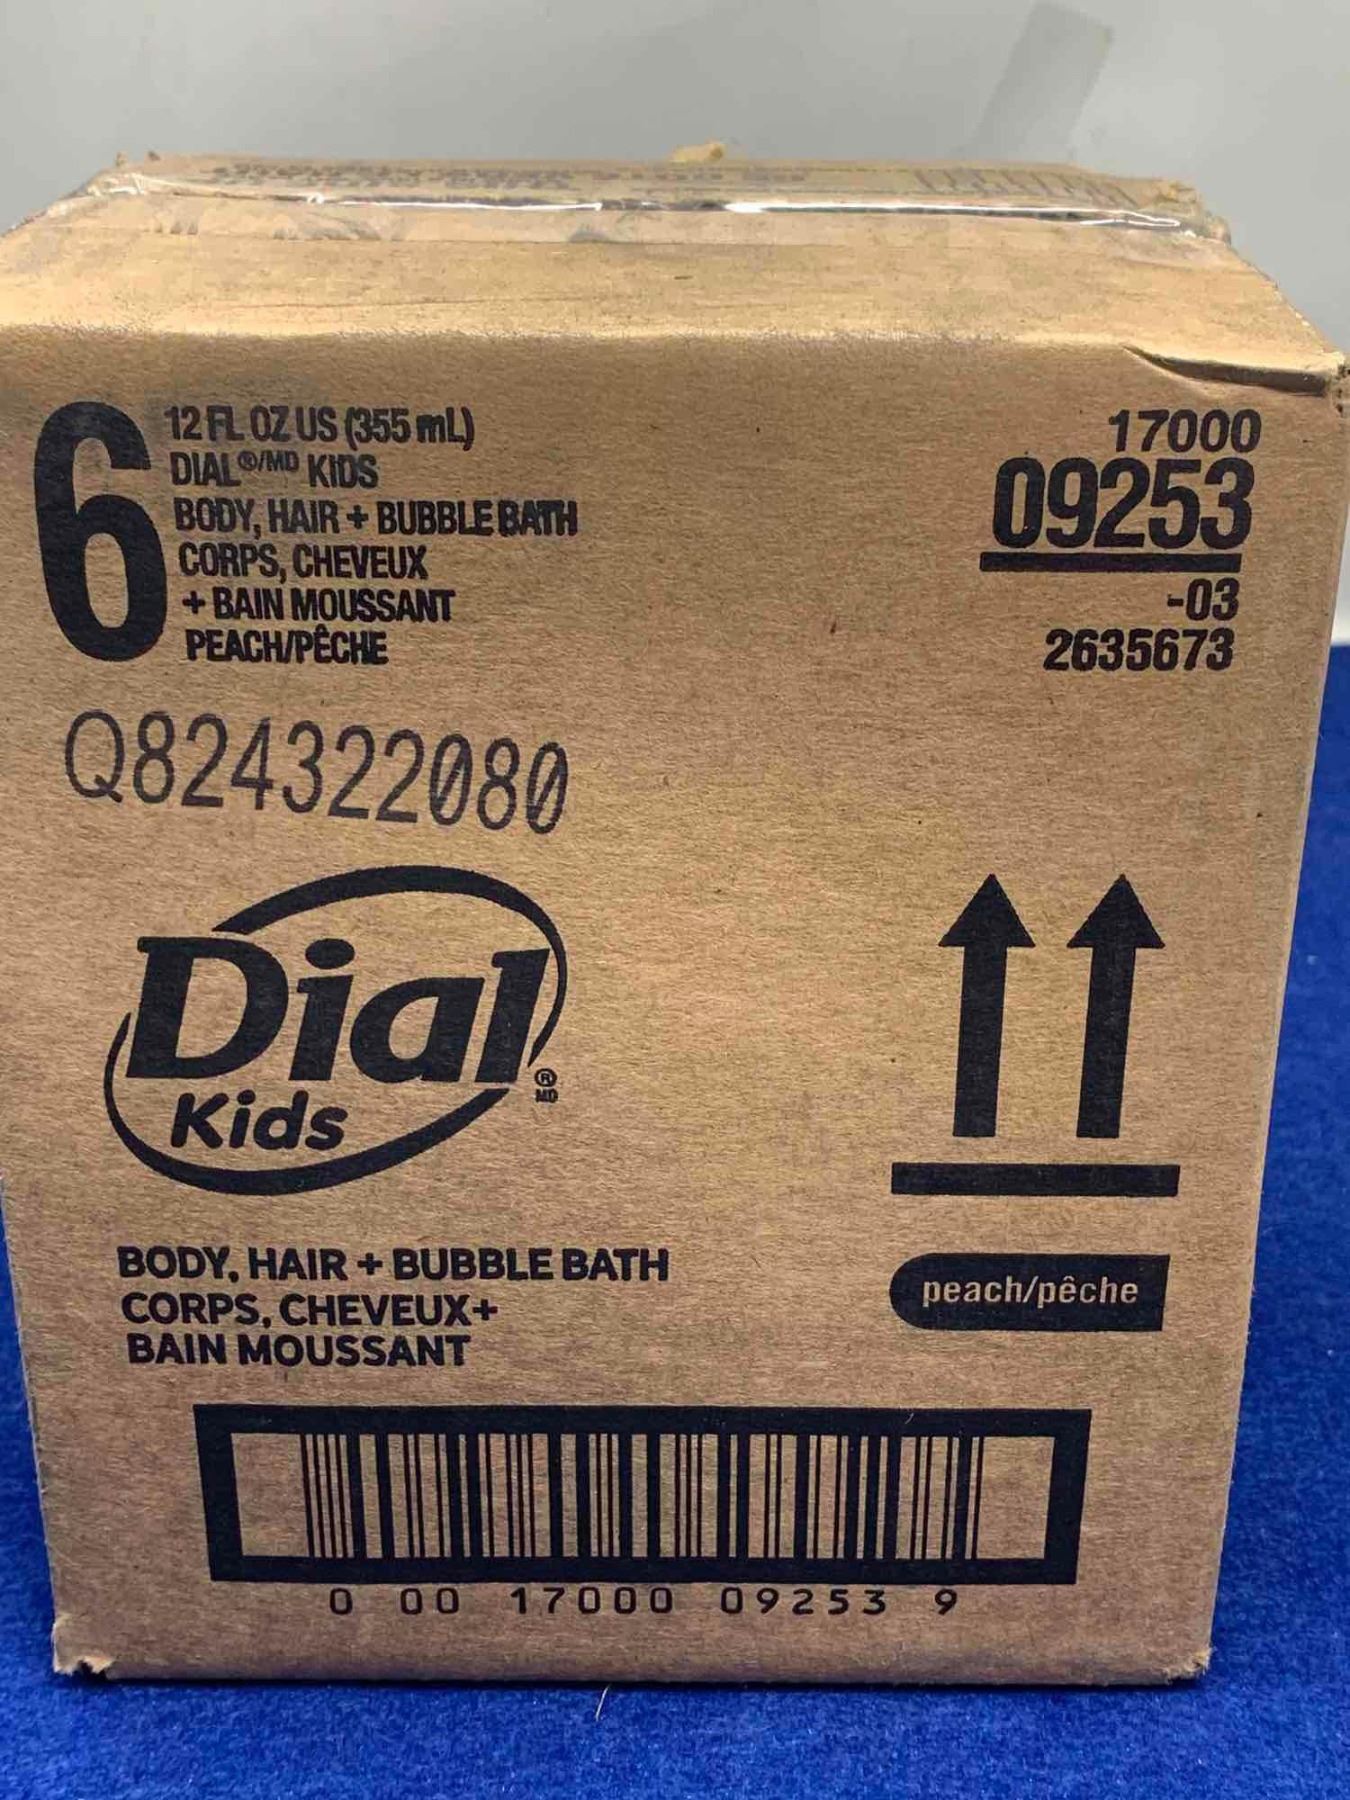 6
12 FL OZ US (355 mL)
DIAL®/MD KIDS
BODY, HAIR + BUBBLE BATH
CORPS, CHEVEUX
+ BAIN MOUSSANT
PEACH/PÊCHE
17000
09253
-03
2635673
Q824322080
Dial
Kids
®
MD
BODY, HAIR + BUBBLE BATH
CORPS, CHEVEUX+
BAIN MOUSSANT
peach/pêche
0 00 17000 09253 9